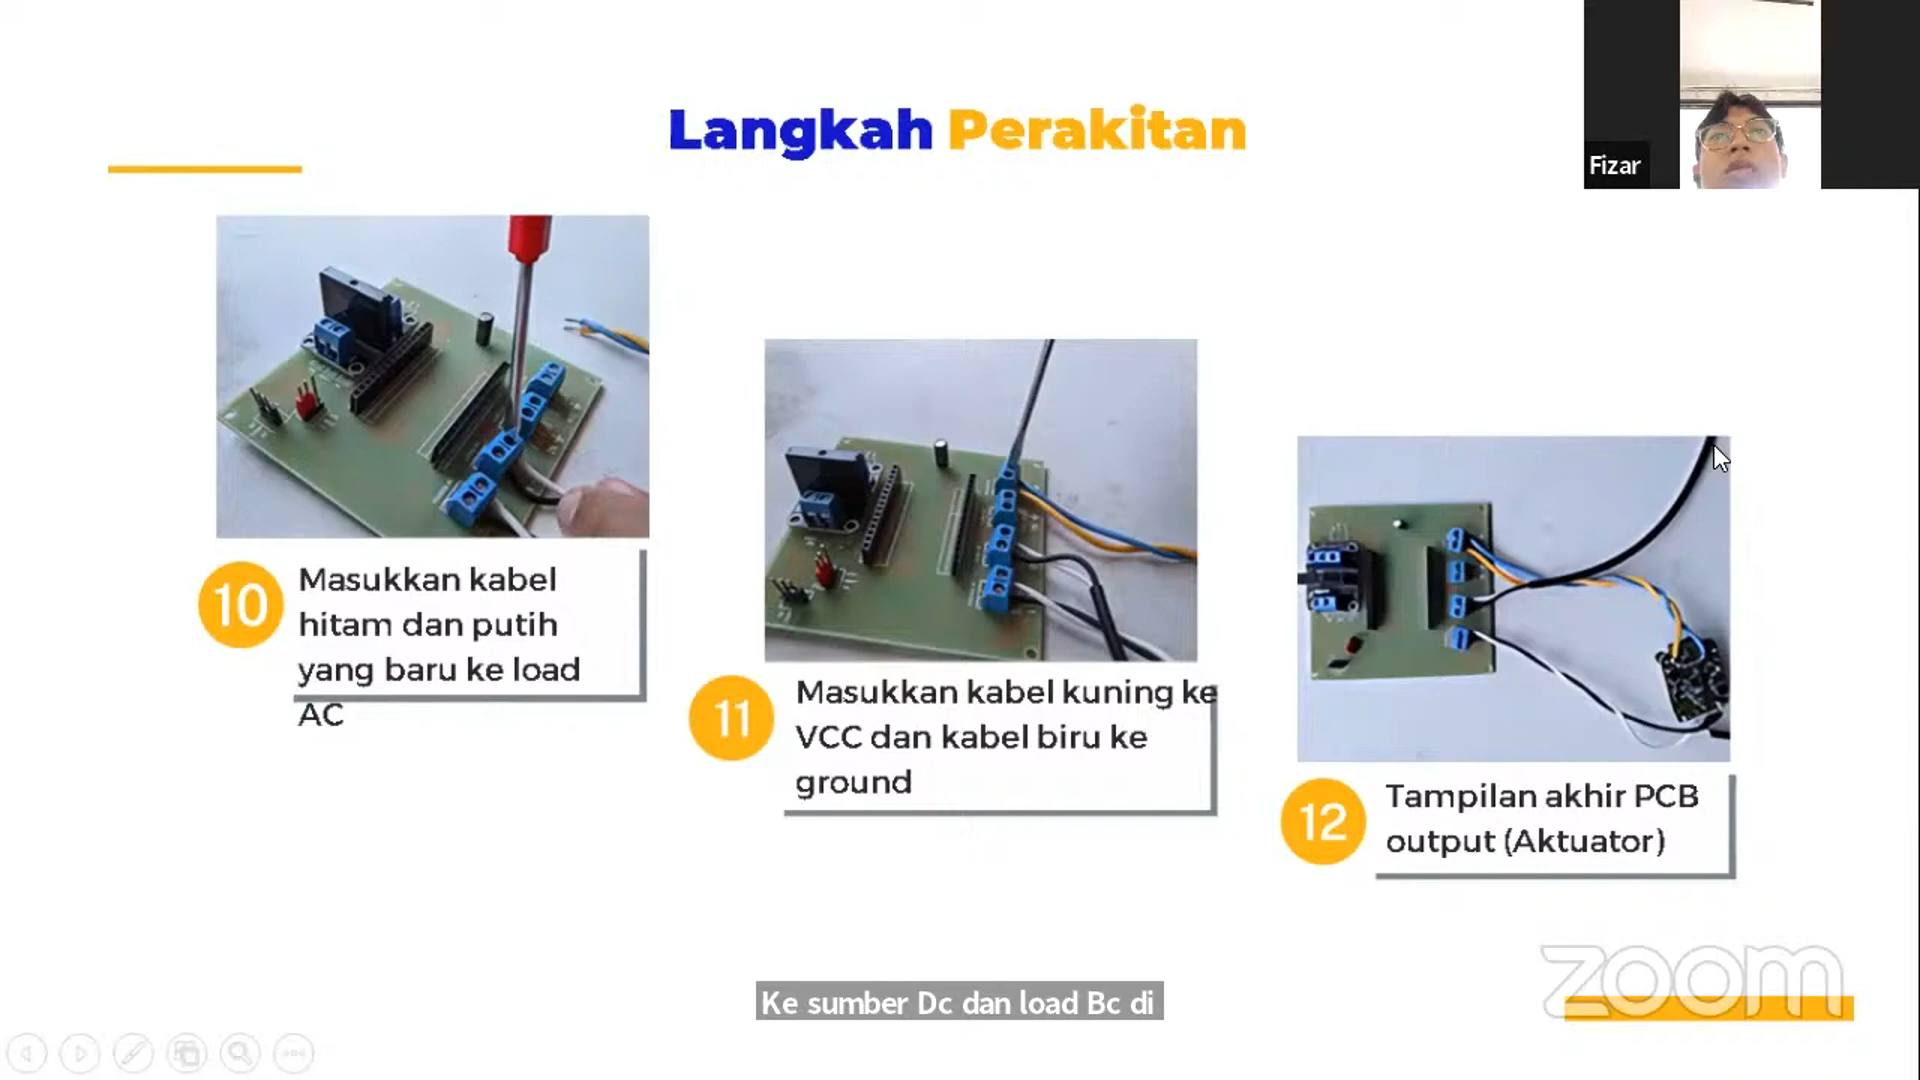 Langkah Perakitan
Fizar
10
Masukkan kabel
hitam dan putih
yang baru ke load
AC
11
Masukkan kabel kuning ke
VCC dan kabel biru ke
ground
12
Tampilan akhir PCB
output (Aktuator)
zoom
Ke sumber Dc dan load Bc di